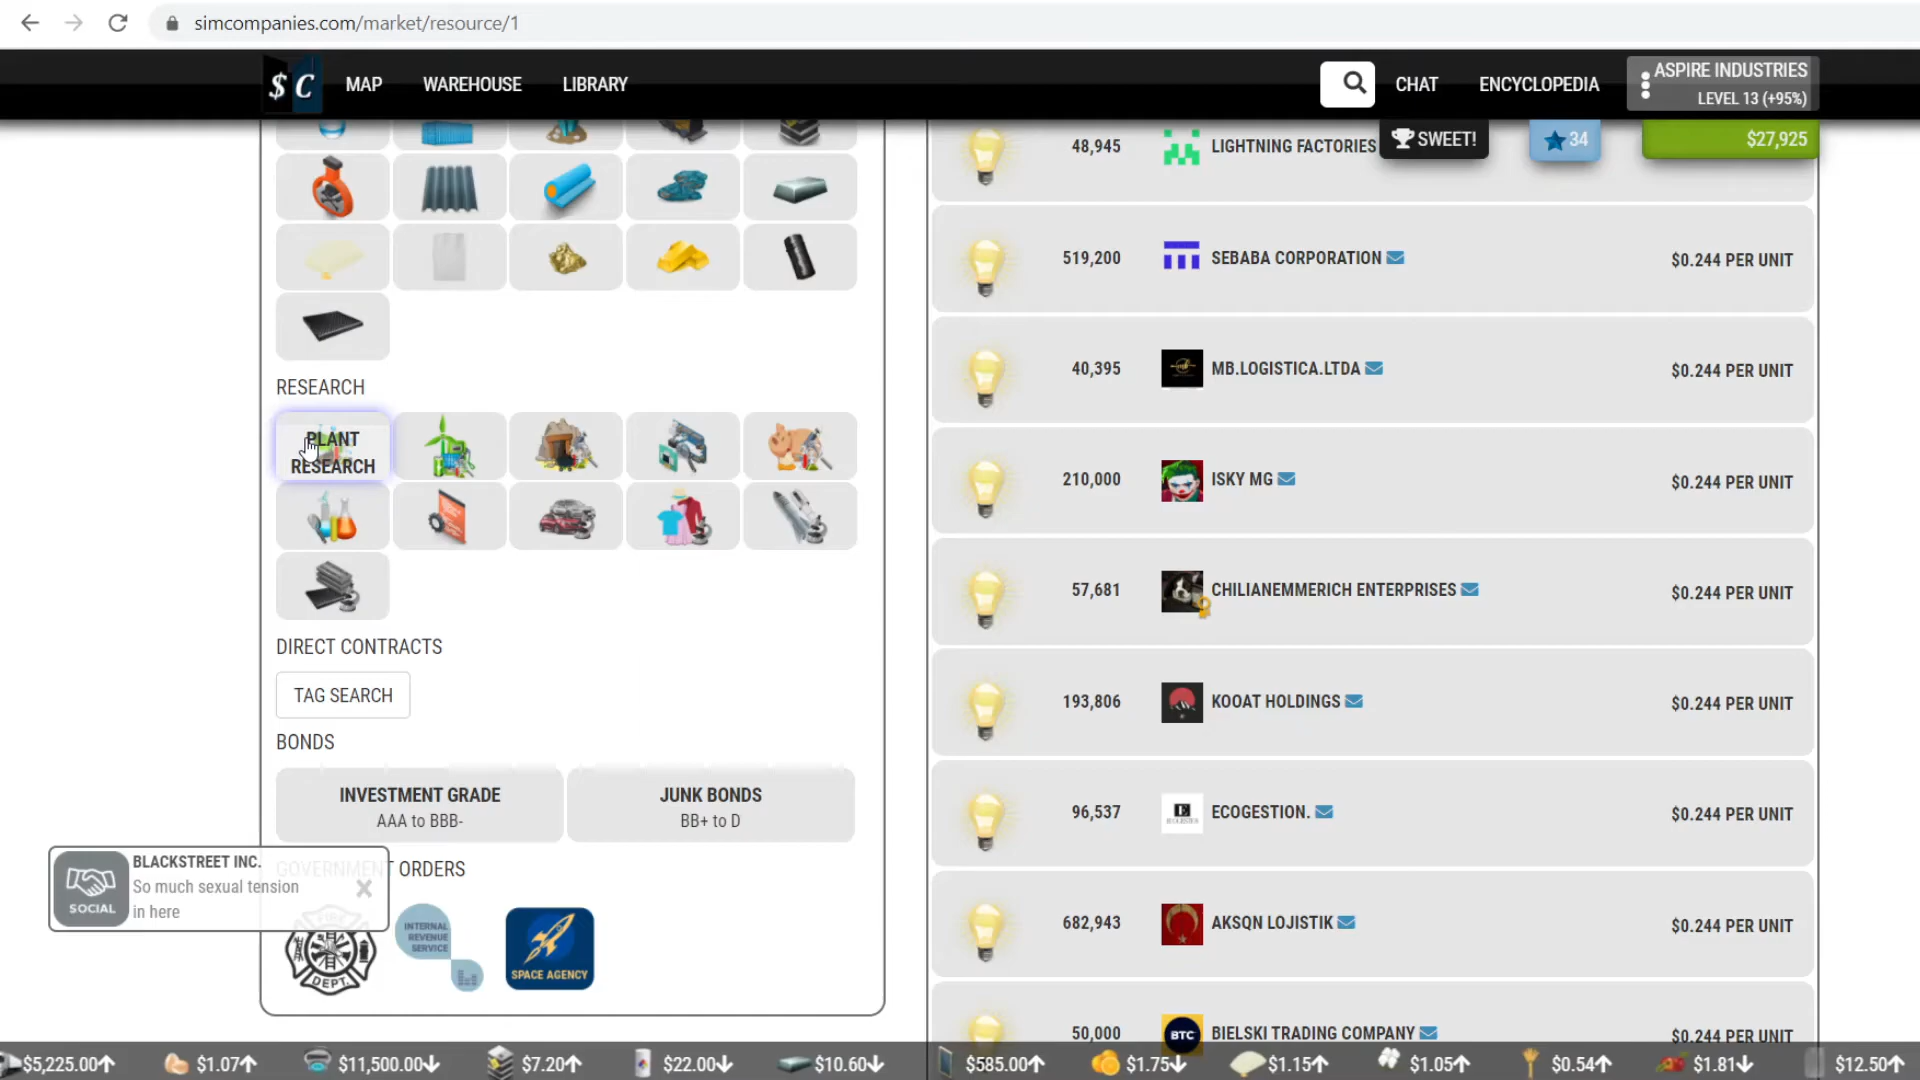 simcompanies.com/market/resource/1
$ C
MAP
WAREHOUSE
LIBRARY
CHAT
ENCYCLOPEDIA
ASPIRE INDUSTRIES
LEVEL 13 (+95%)
SWEET!
34
$27,925
48,945 LIGHTNING FACTORIES
519,200 SEBABA CORPORATION $0.244 PER UNIT
40,395 MB.LOGISTICA.LTDA $0.244 PER UNIT
210,000 ISKY MG $0.244 PER UNIT
57,681 CHILIANEMMERICH ENTERPRISES $0.244 PER UNIT
193,806 KOOAT HOLDINGS $0.244 PER UNIT
96,537 ECOGESTION. $0.244 PER UNIT
682,943 AKSQN LOJISTIK $0.244 PER UNIT
BTC
50,000 BIELSKI TRADING COMPANY $0.244 PER UNIT
RESEARCH
PLANT
RESEARCH
DIRECT CONTRACTS
TAG SEARCH
BONDS
INVESTMENT GRADE
AAA to BBB-
JUNK BONDS
BB+ to D
GOVERNMENT ORDERS
BLACKSTREET INC.
So much sexual tension
in here
SOCIAL
FIRE
DEPT.
INTERNAL
REVENUE
SERVICE
SPACE AGENCY
$5,225.00↑ $1.07↑ $11,500.00↓ $7.20↑ $22.00↓ $10.60↓ $585.00↑ $1.75↓ $1.15↑ $1.05↑ $0.54↑ $1.81↓ $12.50↑